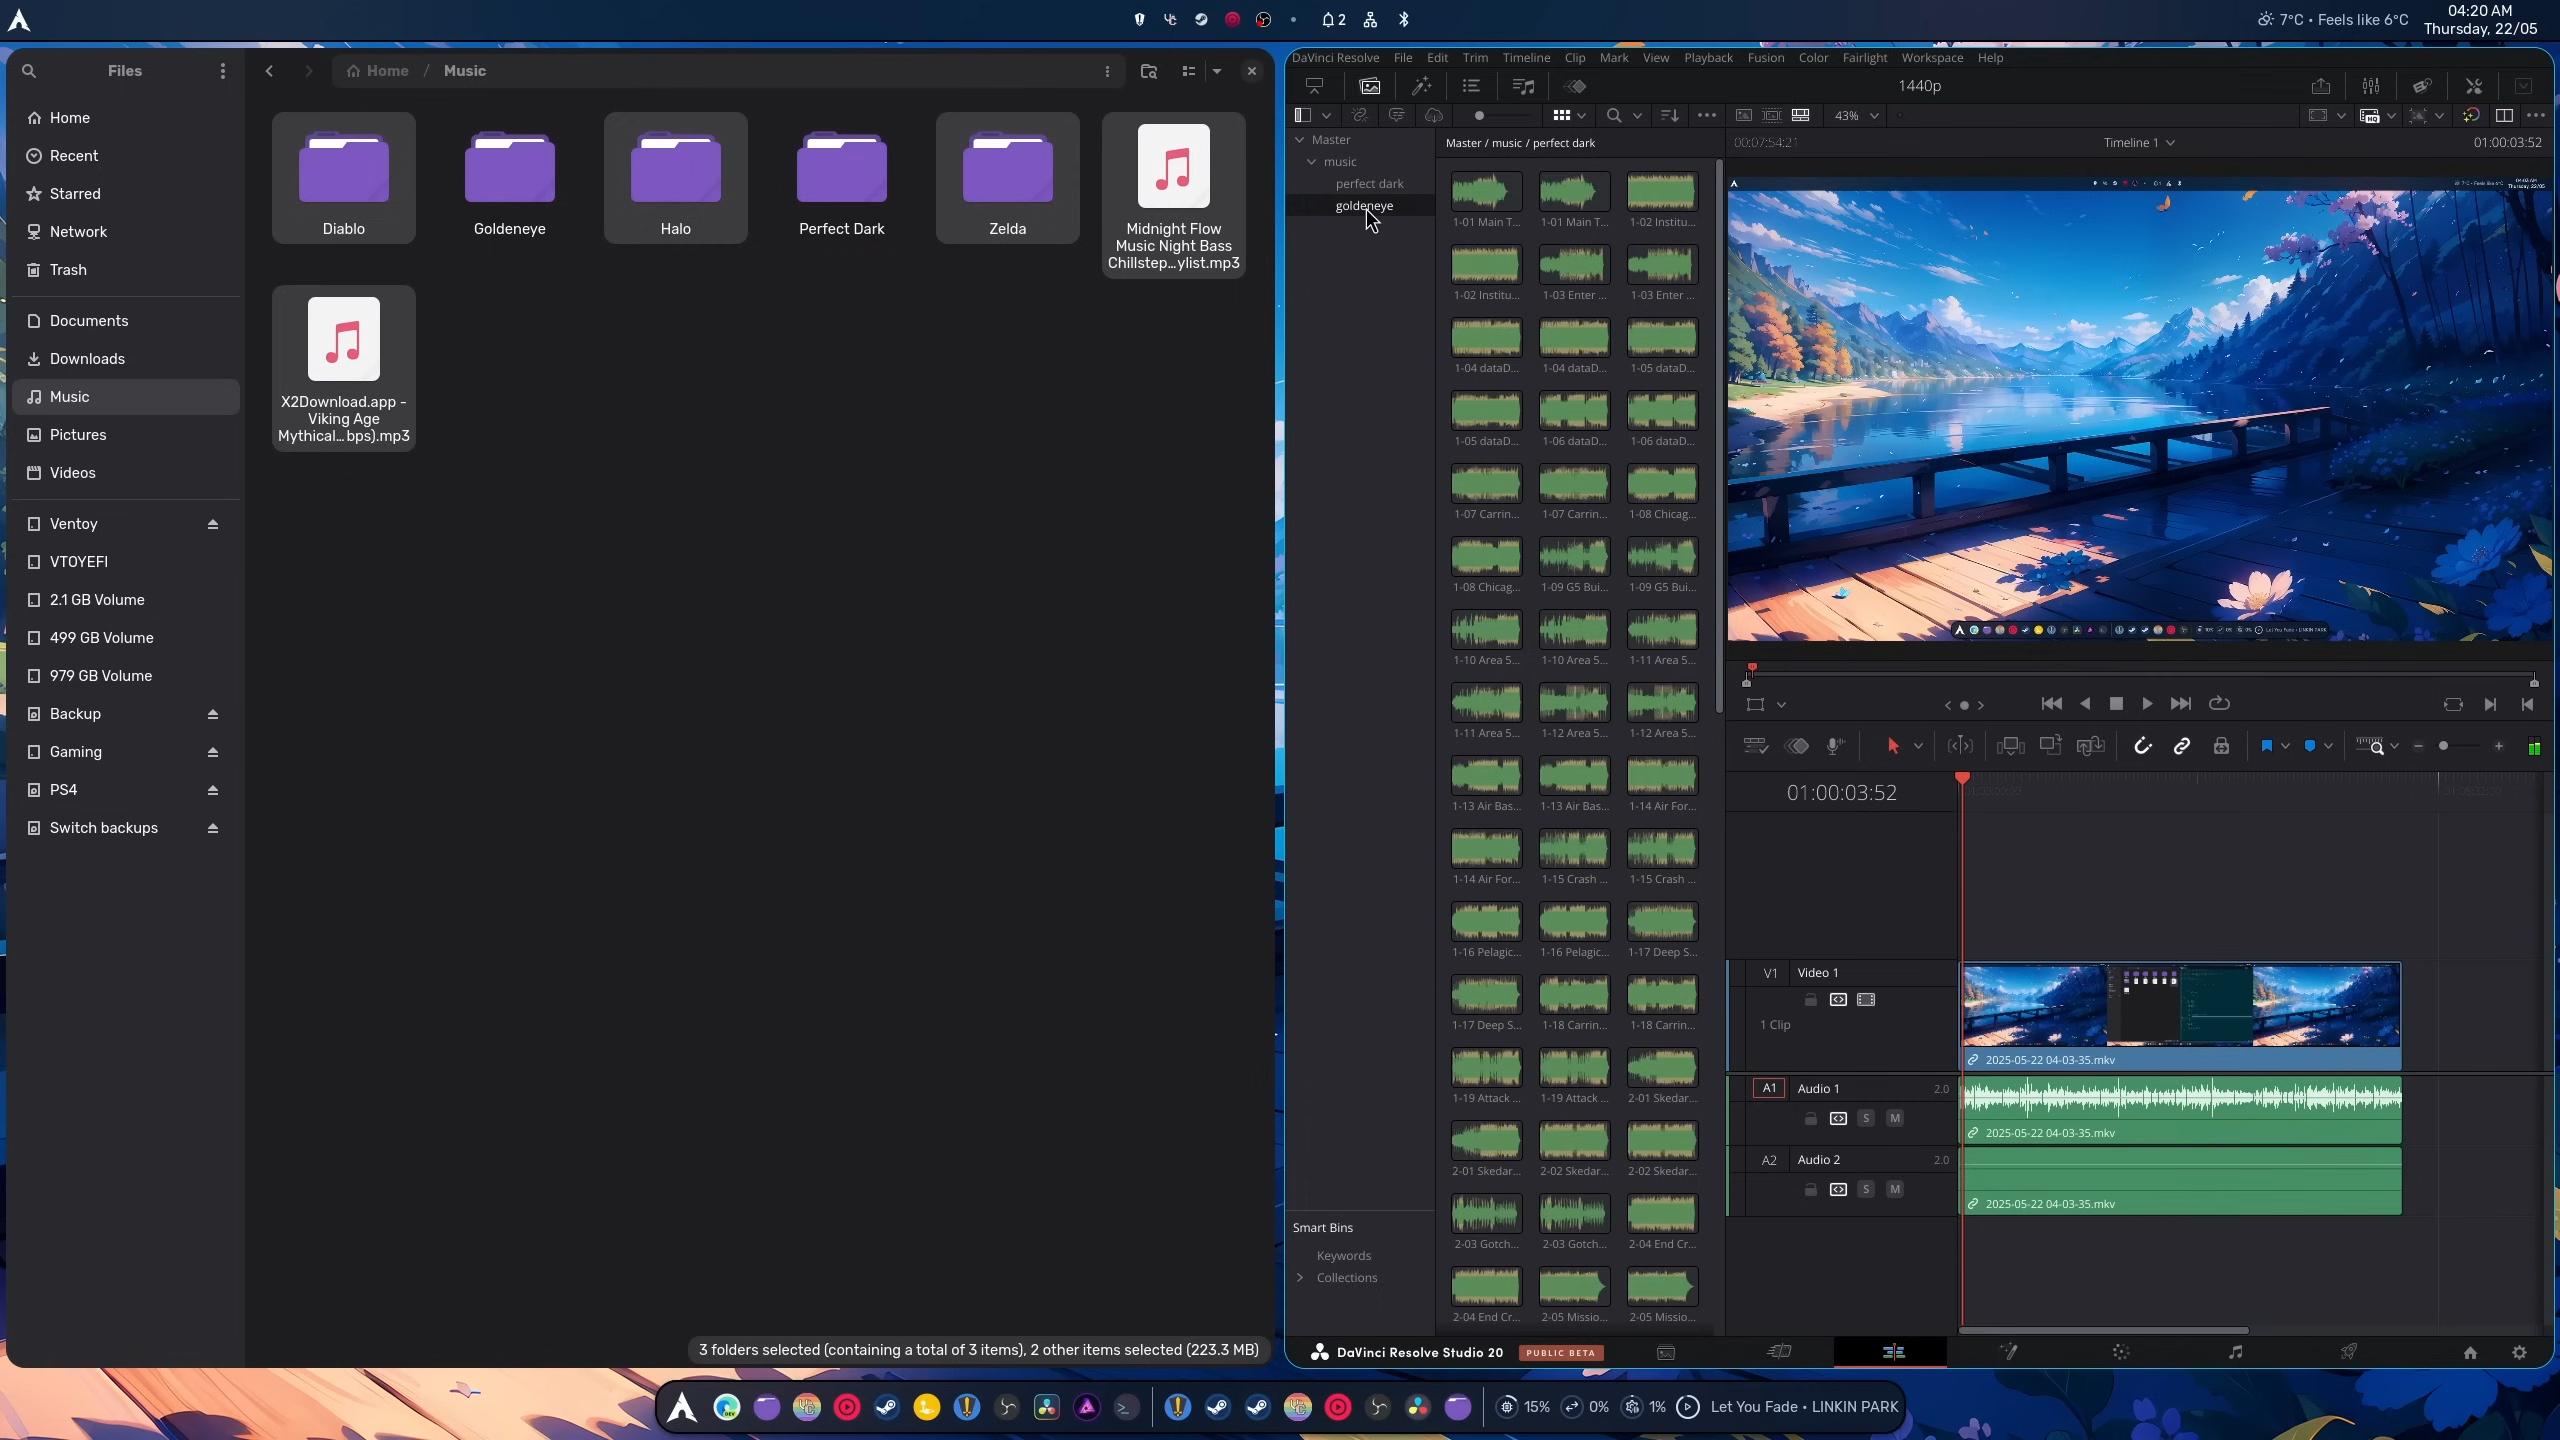 2
7°C • Feels like 6°C
04:20 AM
Thursday, 22/05
Files
Home / Music
Home
Recent
Starred
Network
Trash
Documents
Downloads
Music
Pictures
Videos
Ventoy
VTOYEFI
2.1 GB Volume
499 GB Volume
979 GB Volume
Backup
Gaming
PS4
Switch backups
Diablo
Goldeneye
Halo
Perfect Dark
Zelda
Midnight Flow
Music Night Bass
Chillstep…ylist.mp3
X2Download.app -
Viking Age
Mythical…bps).mp3
3 folders selected (containing a total of 3 items), 2 other items selected (223.3 MB)
DaVinci Resolve File Edit Trim Timeline Clip Mark View Playback Fusion Color Fairlight Workspace Help
1440p
43%
Master
music
perfect dark
goldeneye
Master / music / perfect dark
00:07:54:21
Timeline 1
01:00:03:52
1-01 Main T... 1-01 Main T... 1-02 Institu...
1-02 Institu... 1-03 Enter ... 1-03 Enter ...
1-04 dataD... 1-04 dataD... 1-05 dataD...
1-05 dataD... 1-06 dataD... 1-06 dataD...
1-07 Carrin... 1-07 Carrin... 1-08 Chicag...
1-08 Chicag... 1-09 G5 Bui... 1-09 G5 Bui...
1-10 Area 5... 1-10 Area 5... 1-11 Area 5...
1-11 Area 5... 1-12 Area 5... 1-12 Area 5...
1-13 Air Bas... 1-13 Air Bas... 1-14 Air For...
1-14 Air For... 1-15 Crash ... 1-15 Crash ...
1-16 Pelagic... 1-16 Pelagic... 1-17 Deep S...
1-17 Deep S... 1-18 Carrin... 1-18 Carrin...
1-19 Attack ... 1-19 Attack ... 2-01 Skedar...
2-01 Skedar... 2-02 Skedar... 2-02 Skedar...
2-03 Gotch... 2-03 Gotch... 2-04 End Cr...
2-04 End Cr... 2-05 Missio... 2-05 Missio...
Smart Bins
Keywords
Collections
01:00:03:52
V1 Video 1
1 Clip
2025-05-22 04-03-35.mkv
A1 Audio 1 2.0
S M
2025-05-22 04-03-35.mkv
A2 Audio 2 2.0
S M
2025-05-22 04-03-35.mkv
DaVinci Resolve Studio 20 PUBLIC BETA
15% 0% 1% Let You Fade • LINKIN PARK